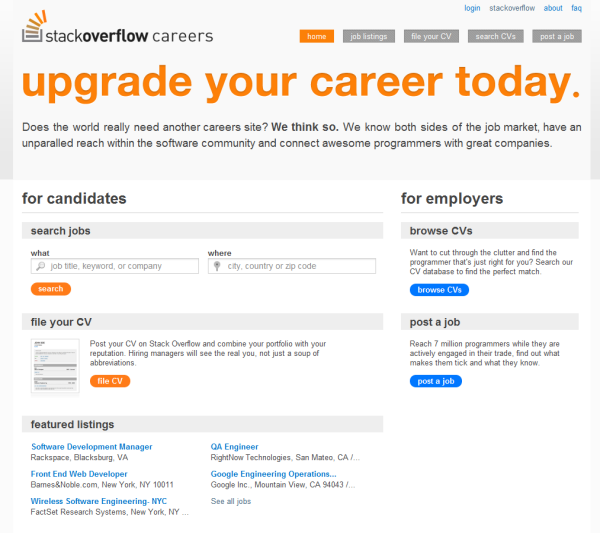 login stackoverflow about faq
stackoverflow careers
home job listings file your CV search CVs post a job
upgrade your career today.
Does the world really need another careers site? We think so. We know both sides of the job market, have an
unparalled reach within the software community and connect awesome programmers with great companies.
for candidates
search jobs
what where
job title, keyword, or company city, country or zip code
search
file your CV
Post your CV on Stack Overflow and combine your portfolio with your
reputation. Hiring managers will see the real you, not just a soup of
abbreviations.
file CV
featured listings
Software Development Manager
Rackspace, Blacksburg, VA
Front End Web Developer
Barnes&Noble.com, New York, NY 10011
Wireless Software Engineering- NYC
FactSet Research Systems, New York, NY ...
QA Engineer
RightNow Technologies, San Mateo, CA /...
Google Engineering Operations...
Google Inc., Mountain View, CA 94043 /...
See all jobs
for employers
browse CVs
Want to cut through the clutter and find the
programmer that's just right for you? Search our
CV database to find the perfect match.
browse CVs
post a job
Reach 7 million programmers while they are
actively engaged in their trade, find out what
makes them tick and what they know.
post a job